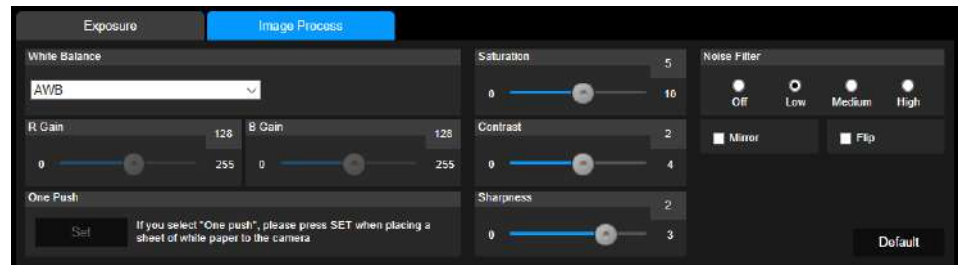 Exposure
Image Process
White Balance
AWB
R Gain
128
0
255
B Gain
128
0
255
One Push
Set
If you select "One push", please press SET when placing a
sheet of white paper to the camera
Saturation
5
0
10
Contrast
2
0
4
Sharpness
2
0
3
Noise Filter
Off
Low
Medium
High
Mirror
Flip
Default